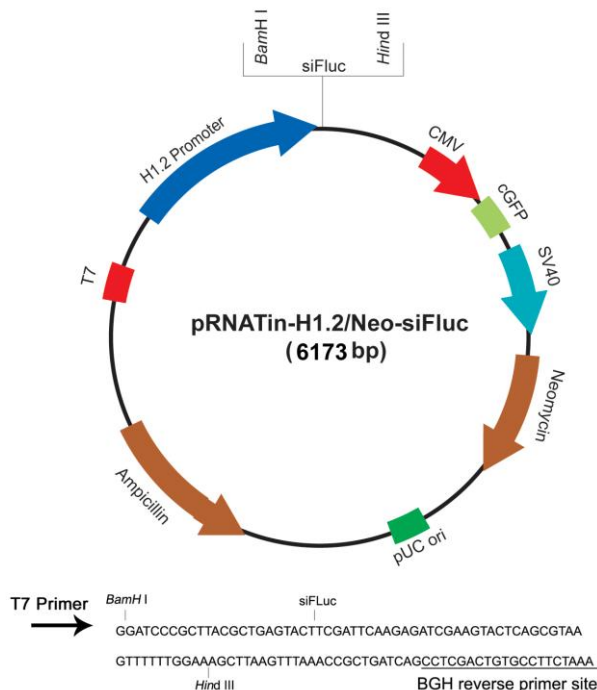 BamH I
Hind III
siFluc
H1.2 Promoter
CMV
cGFP
SV40
T7
pRNATin-H1.2/Neo-siFluc
(6173 bp)
Neomycin
Ampicillin
pUC ori
T7 Primer
BamH I
siFLuc
GGATCCCGCTTACGCTGAGTACTTCGATTCAAGAGATCGAAGTACTCAGCGTAA
GTTTTTTGGAAAGCTTAAGTTTAAACCGCTGATCAGCCTCGACTGTGCCTTCTAAA
Hind III
BGH reverse primer site